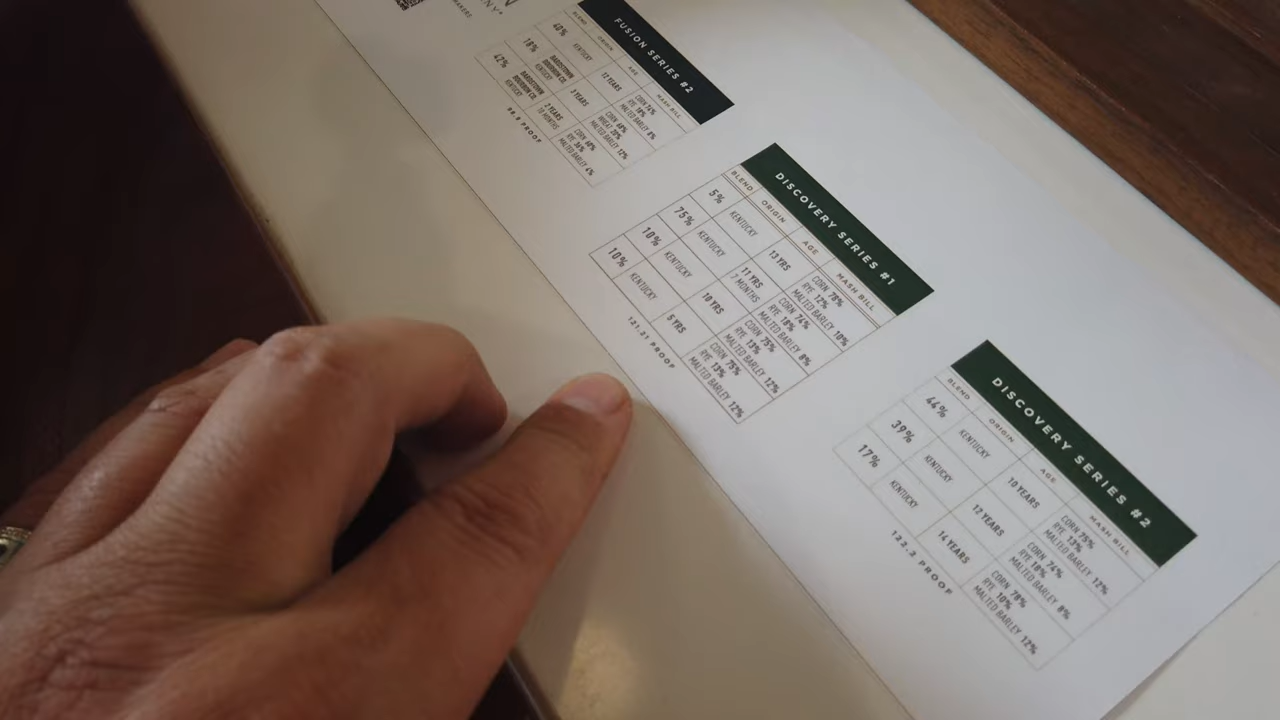 FUSION SERIES #2
BLEND ORIGIN AGE MASH BILL
40% KENTUCKY 11 YEARS CORN 74% RYE 18% MALTED BARLEY 8%
18% BARDSTOWN BOURBON CO. KENTUCKY 3 YEARS CORN 68% WHEAT 20% MALTED BARLEY 12%
42% BARDSTOWN BOURBON CO. KENTUCKY 2 YEARS 10 MONTHS CORN 60% RYE 36% MALTED BARLEY 4%
98.9 PROOF
DISCOVERY SERIES #1
BLEND ORIGIN AGE MASH BILL
5% KENTUCKY 13 YRS CORN 78% RYE 12% MALTED BARLEY 10%
75% KENTUCKY 11 YRS 7 MONTHS CORN 74% RYE 18% MALTED BARLEY 8%
10% KENTUCKY 10 YRS CORN 75% RYE 13% MALTED BARLEY 12%
10% KENTUCKY 5 YRS CORN 75% RYE 13% MALTED BARLEY 12%
121.21 PROOF
DISCOVERY SERIES #2
BLEND ORIGIN AGE MASH BILL
44% KENTUCKY 10 YEARS CORN 75% RYE 13% MALTED BARLEY 12%
39% KENTUCKY 12 YEARS CORN 74% RYE 18% MALTED BARLEY 8%
17% KENTUCKY 14 YEARS CORN 78% RYE 10% MALTED BARLEY 12%
122.2 PROOF